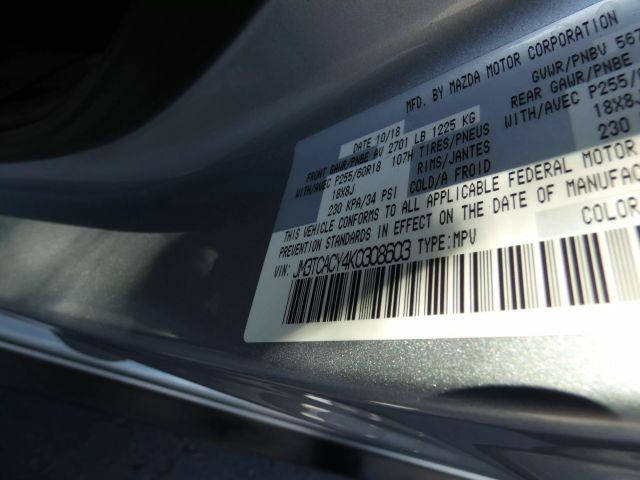 MFD. BY MAZDA MOTOR CORPORATION
DATE 10/18 GVWR/PNBV 567
FRONT GAWR/PNBE AV 2701 LB 1225 KG REAR GAWR/PNBE
WITH/AVEC P255/60R18 107H TIRES/PNEUS WITH/AVEC P255/
18X8J RIMS/JANTES 18X8J
230 KPA/34 PSI COLD/A FROID 230
THIS VEHICLE CONFORMS TO ALL APPLICABLE FEDERAL MOTOR
PREVENTION STANDARDS IN EFFECT ON THE DATE OF MANUFAC
VIN: JM3TCACY4K0308603 TYPE:MPV COLOR